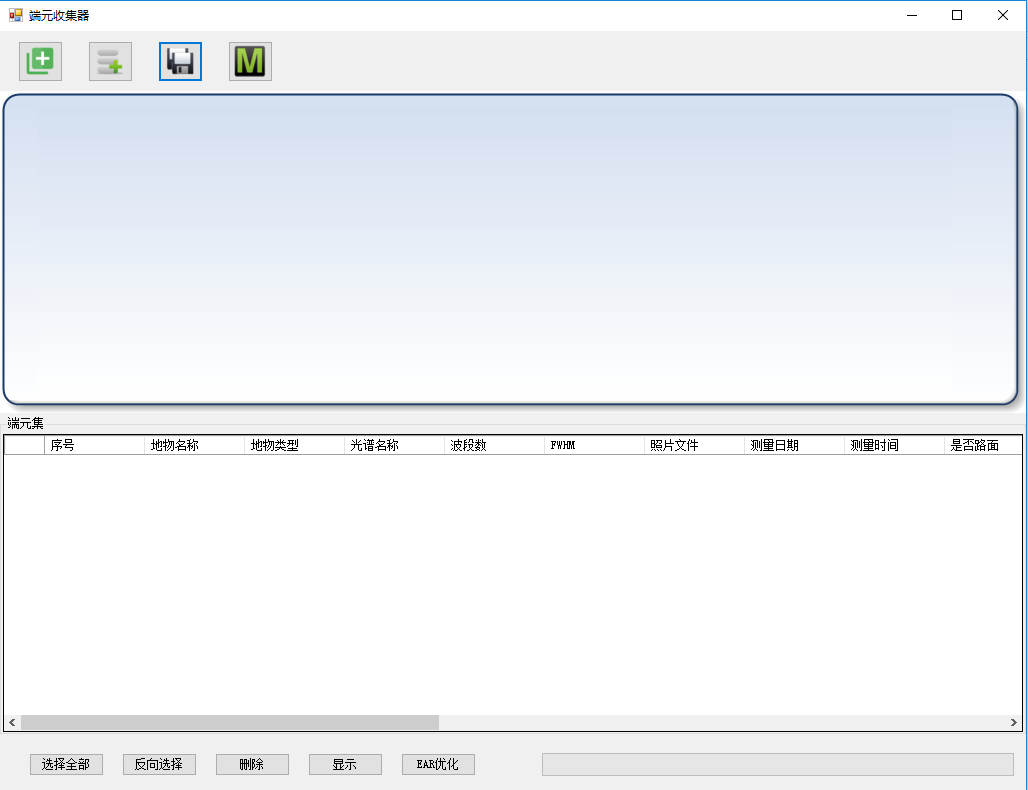 端元收集器
M
端元集
序号 地物名称 地物类型 光谱名称 波段数 FWHM 照片文件 测量日期 测量时间 是否路面
选择全部 反向选择 删除 显示 EAR优化